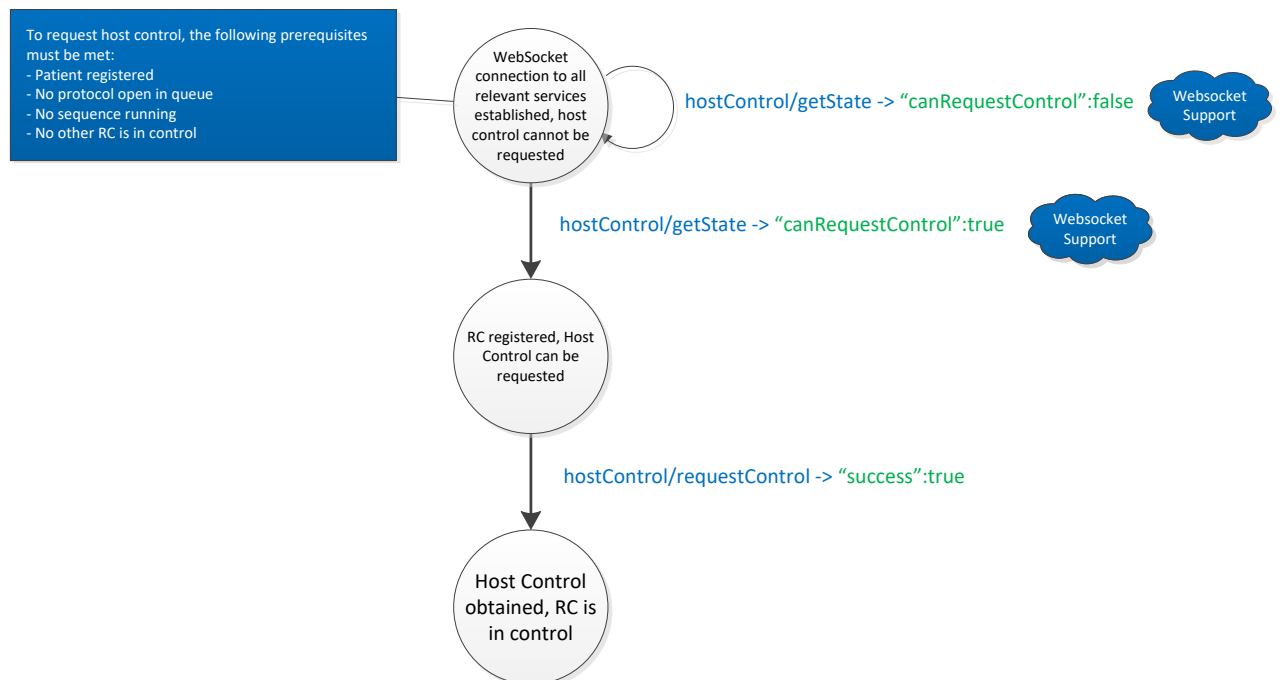 To request host control, the following prerequisites
must be met:
- Patient registered
- No protocol open in queue
- No sequence running
- No other RC is in control
WebSocket
connection to all
relevant services
established, host
control cannot be
requested
hostControl/getState -> “canRequestControl”:false
Websocket
Support
hostControl/getState -> “canRequestControl”:true
Websocket
Support
RC registered, Host
Control can be
requested
hostControl/requestControl -> “success”:true
Host Control
obtained, RC is
in control